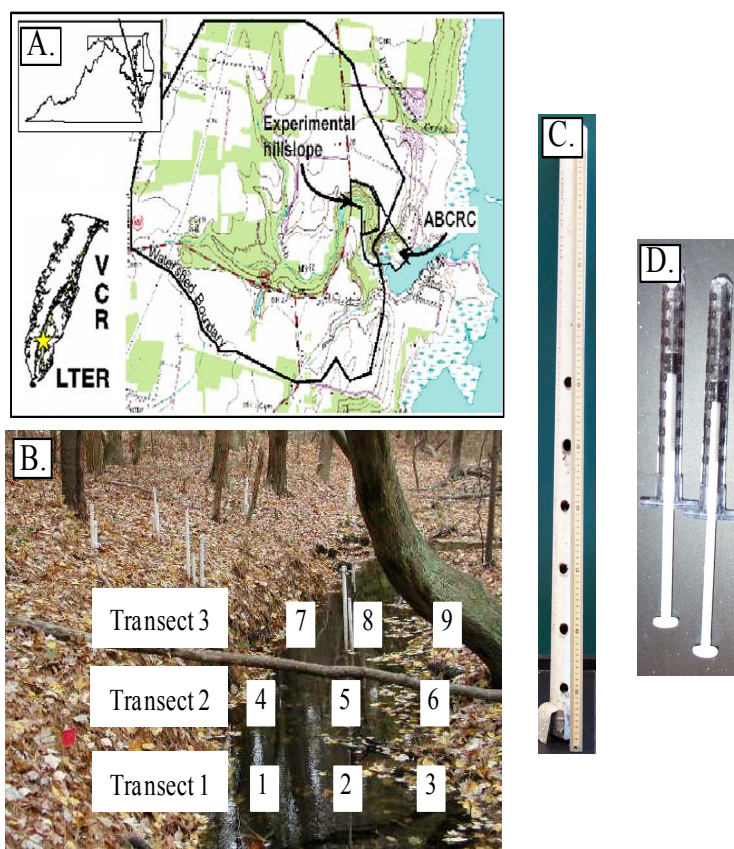 A.
Experimental
hillslope
ABCRC
Watershed Boundary
Creek
V
C
R
LTER
B.
Transect 3
7
8
9
Transect 2
4
5
6
Transect 1
1
2
3
C.
D.